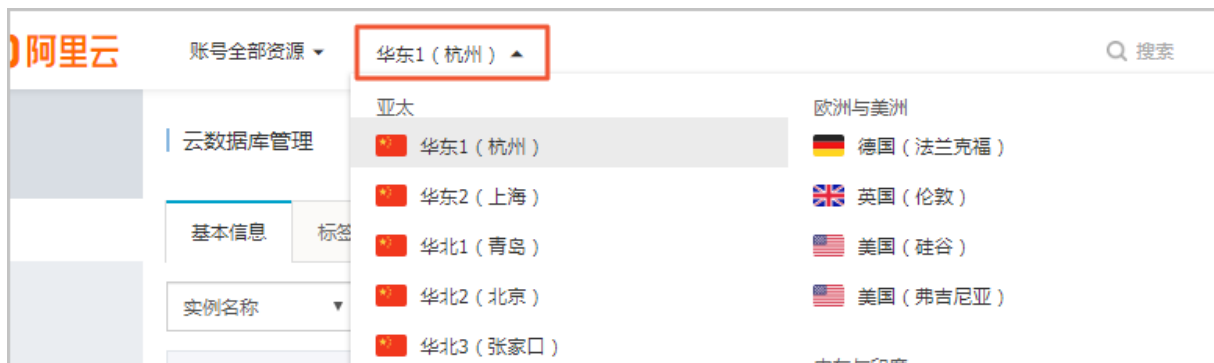 阿里云
账号全部资源
华东1（杭州）
搜索
云数据库管理
基本信息
标签
实例名称
亚太
华东1（杭州）
华东2（上海）
华北1（青岛）
华北2（北京）
华北3（张家口）
欧洲与美洲
德国（法兰克福）
英国（伦敦）
美国（硅谷）
美国（弗吉尼亚）